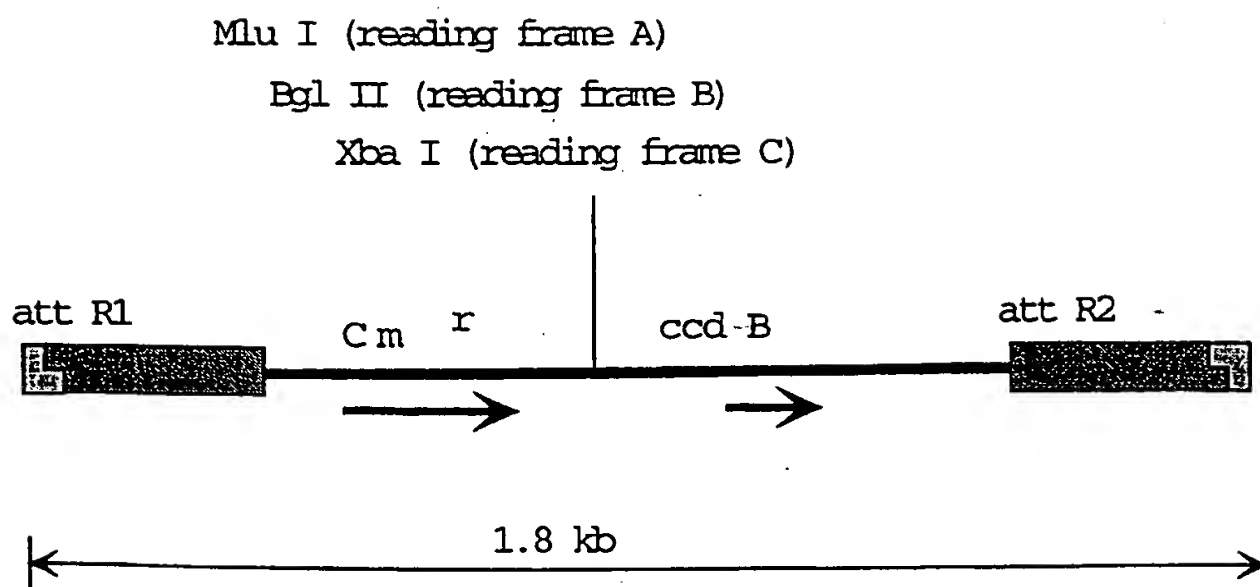 Mlu I (reading frame A)
Bgl II (reading frame B)
Xba I (reading frame C)
att R1
Cm r
ccd-B
att R2
1.8 kb